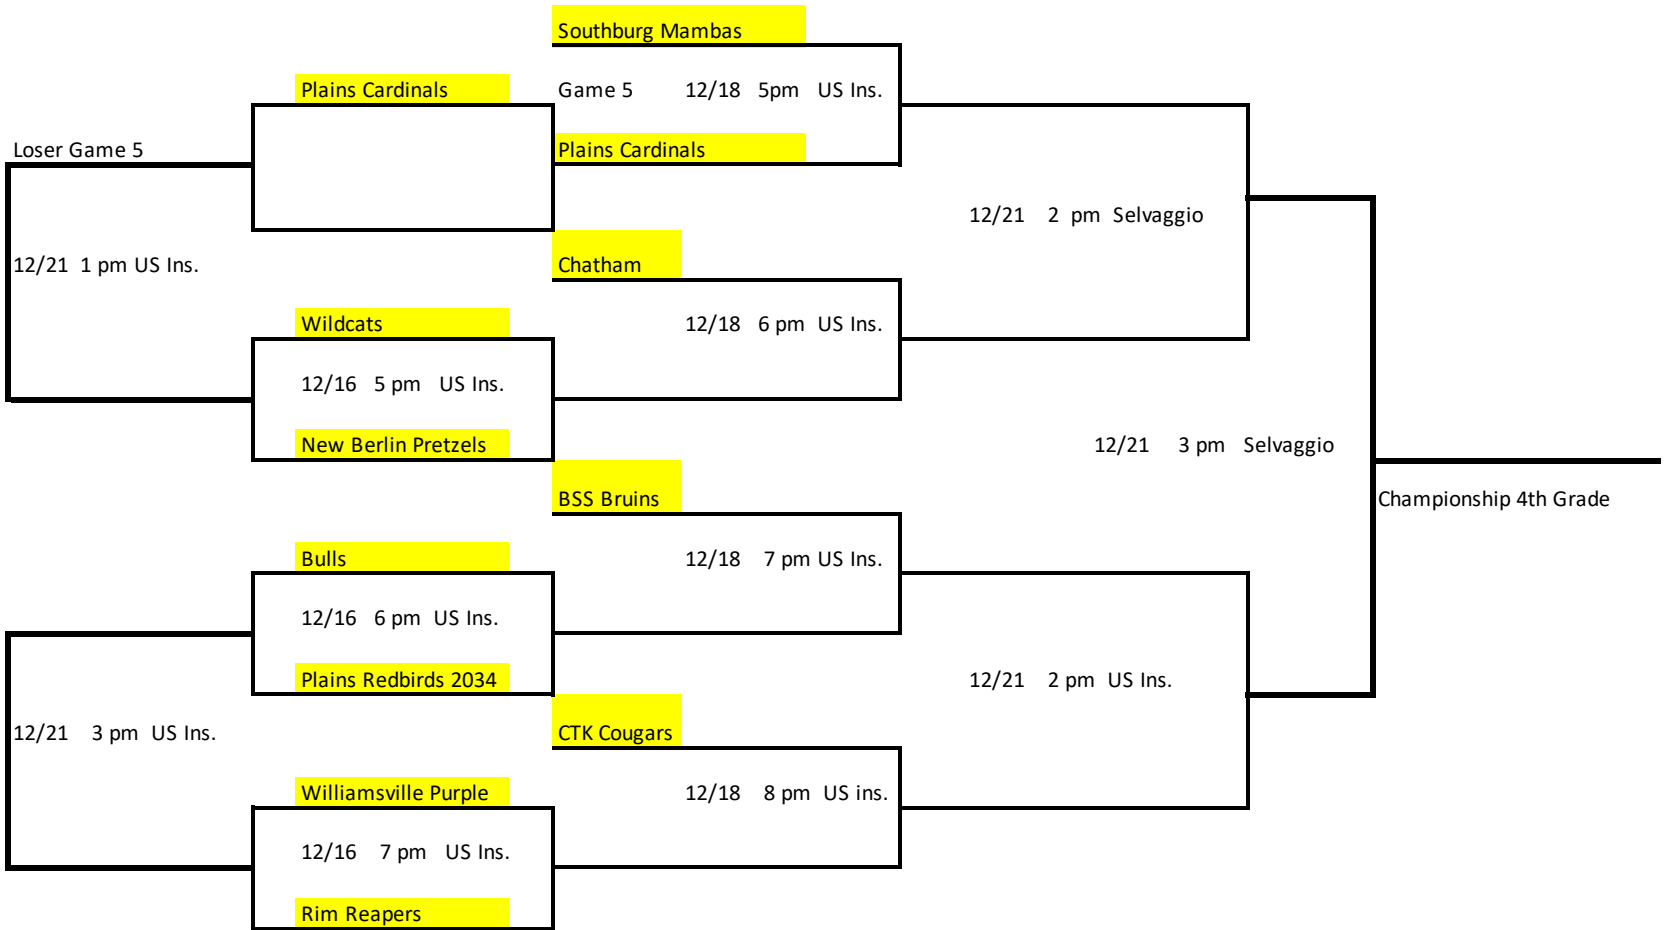 Southburg Mambas
Plains Cardinals
Game 5 12/18 5pm US Ins.
Loser Game 5
Plains Cardinals
12/21 2 pm Selvaggio
12/21 1 pm US Ins.
Chatham
Wildcats
12/18 6 pm US Ins.
12/16 5 pm US Ins.
New Berlin Pretzels
12/21 3 pm Selvaggio
BSS Bruins
Championship 4th Grade
Bulls
12/18 7 pm US Ins.
12/16 6 pm US Ins.
Plains Redbirds 2034
12/21 2 pm US Ins.
12/21 3 pm US Ins.
CTK Cougars
Williamsville Purple
12/18 8 pm US ins.
12/16 7 pm US Ins.
Rim Reapers